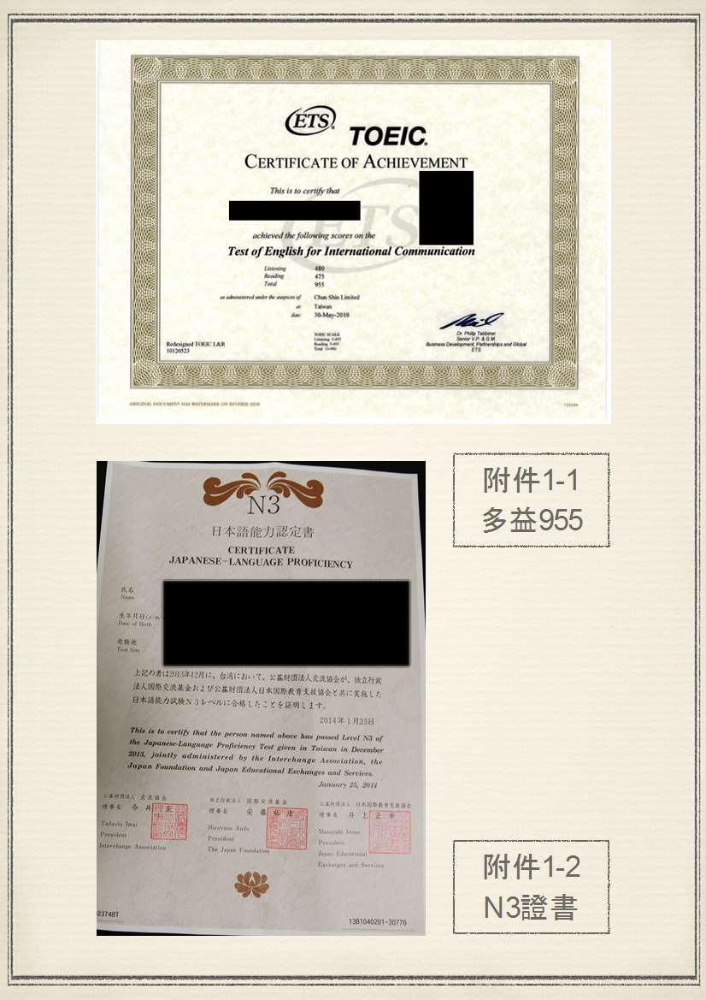 ETS
TOEIC
CERTIFICATE OF ACHIEVEMENT
This is to certify that
ETS
achieved the following scores on the
Test of English for International Communication
Listening 480
Reading 475
Total 955
as administered under the auspices of Chun Shin Limited
at Taiwan
date: 30-May-2010
TOEIC SCALE
Listening 5-495
Reading 5-495
Total 10-990
Dr. Philip Tabbiner
Senior V.P. & G.M.
Business Development, Partnerships and Global
ETS
Redesigned TOEIC L&R
10120523
ORIGINAL DOCUMENT HAS WATERMARK ON REVERSE SIDE
附件1-1
多益955
N3
日本語能力認定書
CERTIFICATE
JAPANESE-LANGUAGE PROFICIENCY
氏名
Name
生年月日(y/m/
Date of Birth
受験地
Test Site
上記の者は2013年12月に、台湾において、公益財団法人交流協会が、独立行政
法人国際交流基金および公益財団法人日本国際教育支援協会と共に実施した
日本語能力試験N3レベルに合格したことを証明します。
2014年1月25日
This is to certify that the person named above has passed Level N3 of
the Japanese-Language Proficiency Test given in Taiwan in December
2013, jointly administered by the Interchange Association, the
Japan Foundation and Japan Educational Exchanges and Services.
January 25, 2014
公益財団法人 交流協会
理事長 今井 正
Tadashi Imai
President
Interchange Association
独立行政法人 国際交流基金
理事長 安藤裕康
Hiroyasu Ando
President
The Japan Foundation
公益財団法人 日本国際教育支援協会
理事長 井上正幸
Masayuki Inoue
President
Japan Educational
Exchanges and Services
23748T
13B1040201-30776
附件1-2
N3證書